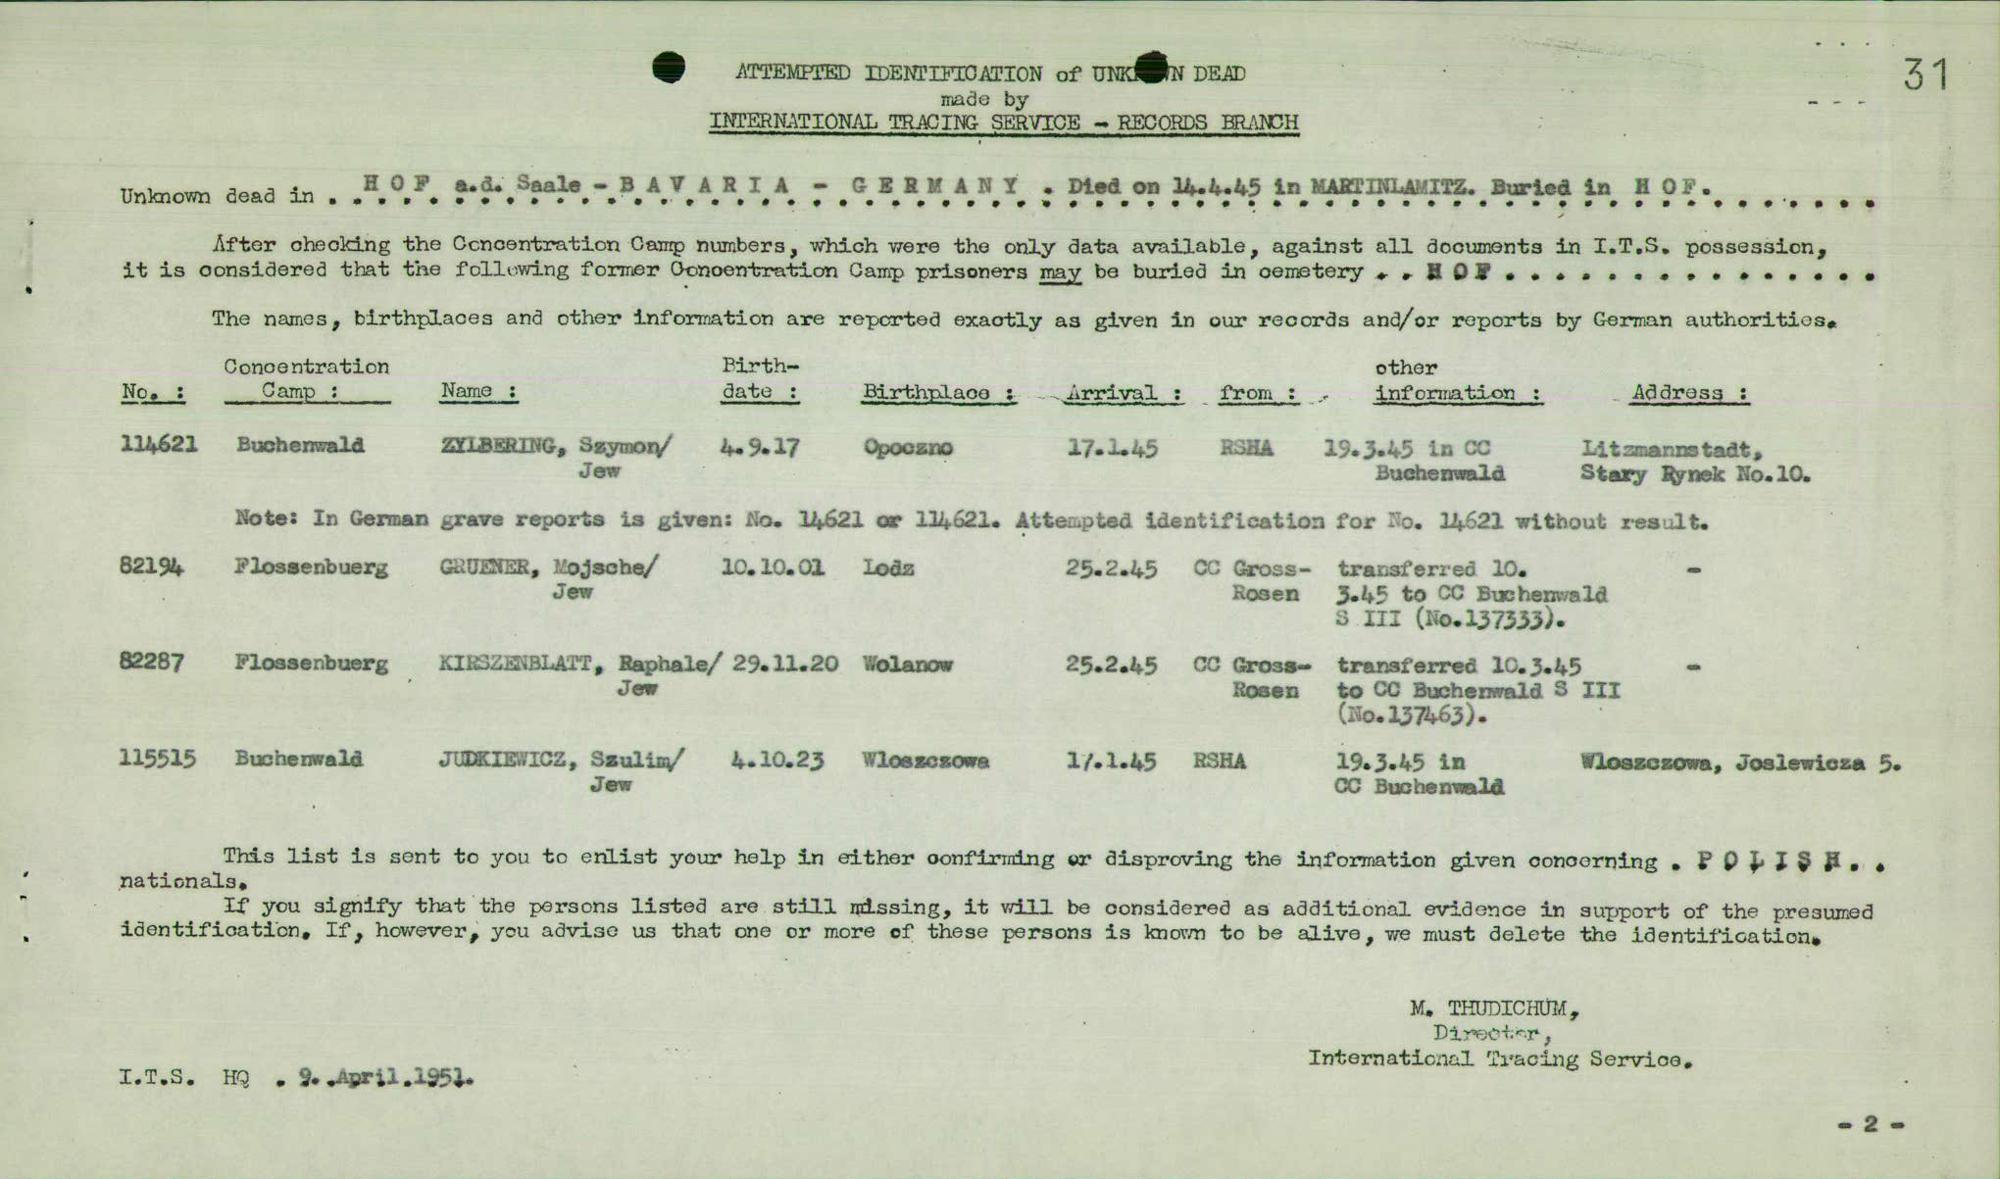 31
ATTEMPTED IDENTIFICATION of UNKNOWN DEAD
made by
INTERNATIONAL TRACING SERVICE - RECORDS BRANCH
Unknown dead in . H O F a.d. Saale - B A V A R I A - G E R M A N Y . Died on 14.4.45 in MARTINLAMITZ. Buried in H O F.
After checking the Concentration Camp numbers, which were the only data available, against all documents in I.T.S. possession,
it is considered that the following former Concentration Camp prisoners may be buried in cemetery . . H O F . . . . . . . . . . . . . . .
The names, birthplaces and other information are reported exactly as given in our records and/or reports by German authorities.
Concentration Birth- other
No. : Camp : Name : date : Birthplace : Arrival : from : information : Address :
114621 Buchenwald ZYLBERING, Szymon/ 4.9.17 Opoczno 17.1.45 RSHA 19.3.45 in CC Litzmannstadt,
Jew Buchenwald Stary Rynek No.10.
Note: In German grave reports is given: No. 14621 or 114621. Attempted identification for No. 14621 without result.
82194 Flossenbuerg GRUENER, Mojsche/ 10.10.01 Lodz 25.2.45 CC Gross- transferred 10. -
Jew Rosen 3.45 to CC Buchenwald
S III (No.137333).
82287 Flossenbuerg KIRSZENBLATT, Raphale/ 29.11.20 Wolanow 25.2.45 CC Gross- transferred 10.3.45 -
Jew Rosen to CC Buchenwald S III
(No.137463).
115515 Buchenwald JUDKIEWICZ, Szulim/ 4.10.23 Wloszczowa 17.1.45 RSHA 19.3.45 in Wloszczowa, Joslewicza 5.
Jew CC Buchenwald
This list is sent to you to enlist your help in either confirming or disproving the information given concerning . P O L I S H . .
nationals.
If you signify that the persons listed are still missing, it will be considered as additional evidence in support of the presumed
identification. If, however, you advise us that one or more of these persons is known to be alive, we must delete the identification.
M. THUDICHUM,
Director,
International Tracing Service.
I.T.S. HQ . 9. .April.1951.
- 2 -